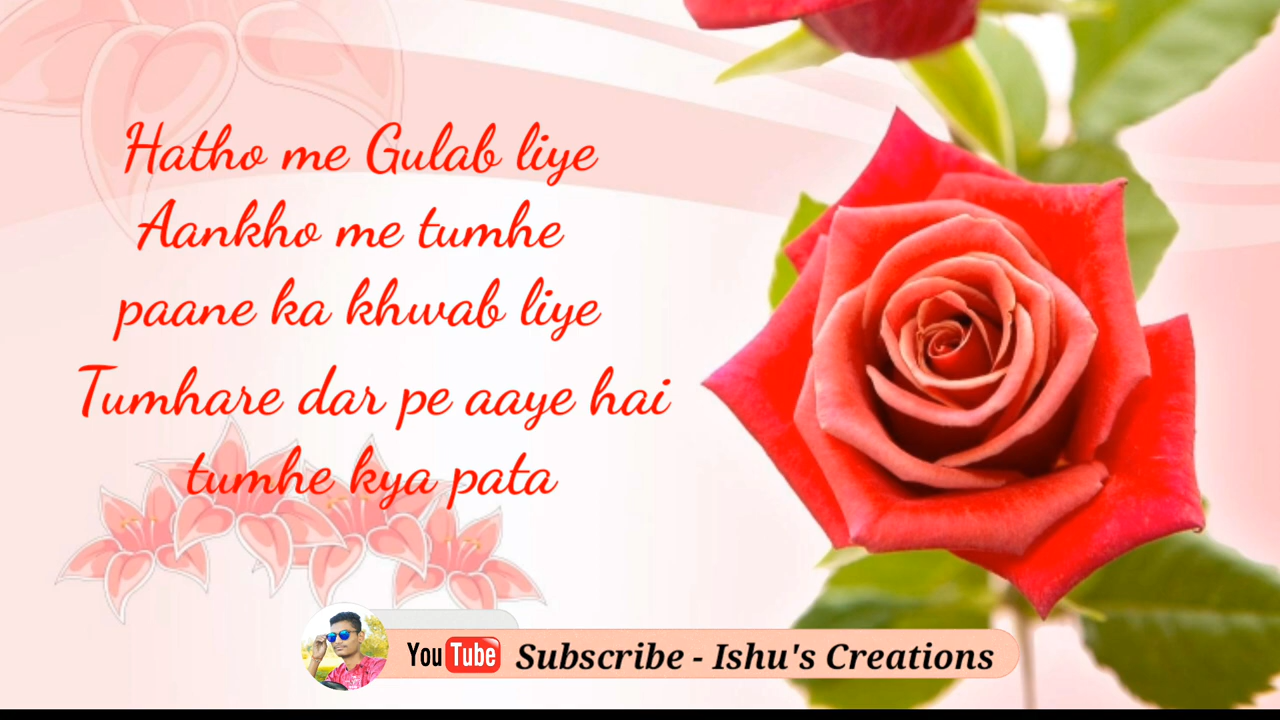 Hatho me Gulab liye
Aankho me tumhe
paane ka khwab liye
Tumhare dar pe aaye hai
tumhe kya pata
YouTube Subscribe - Ishu's Creations